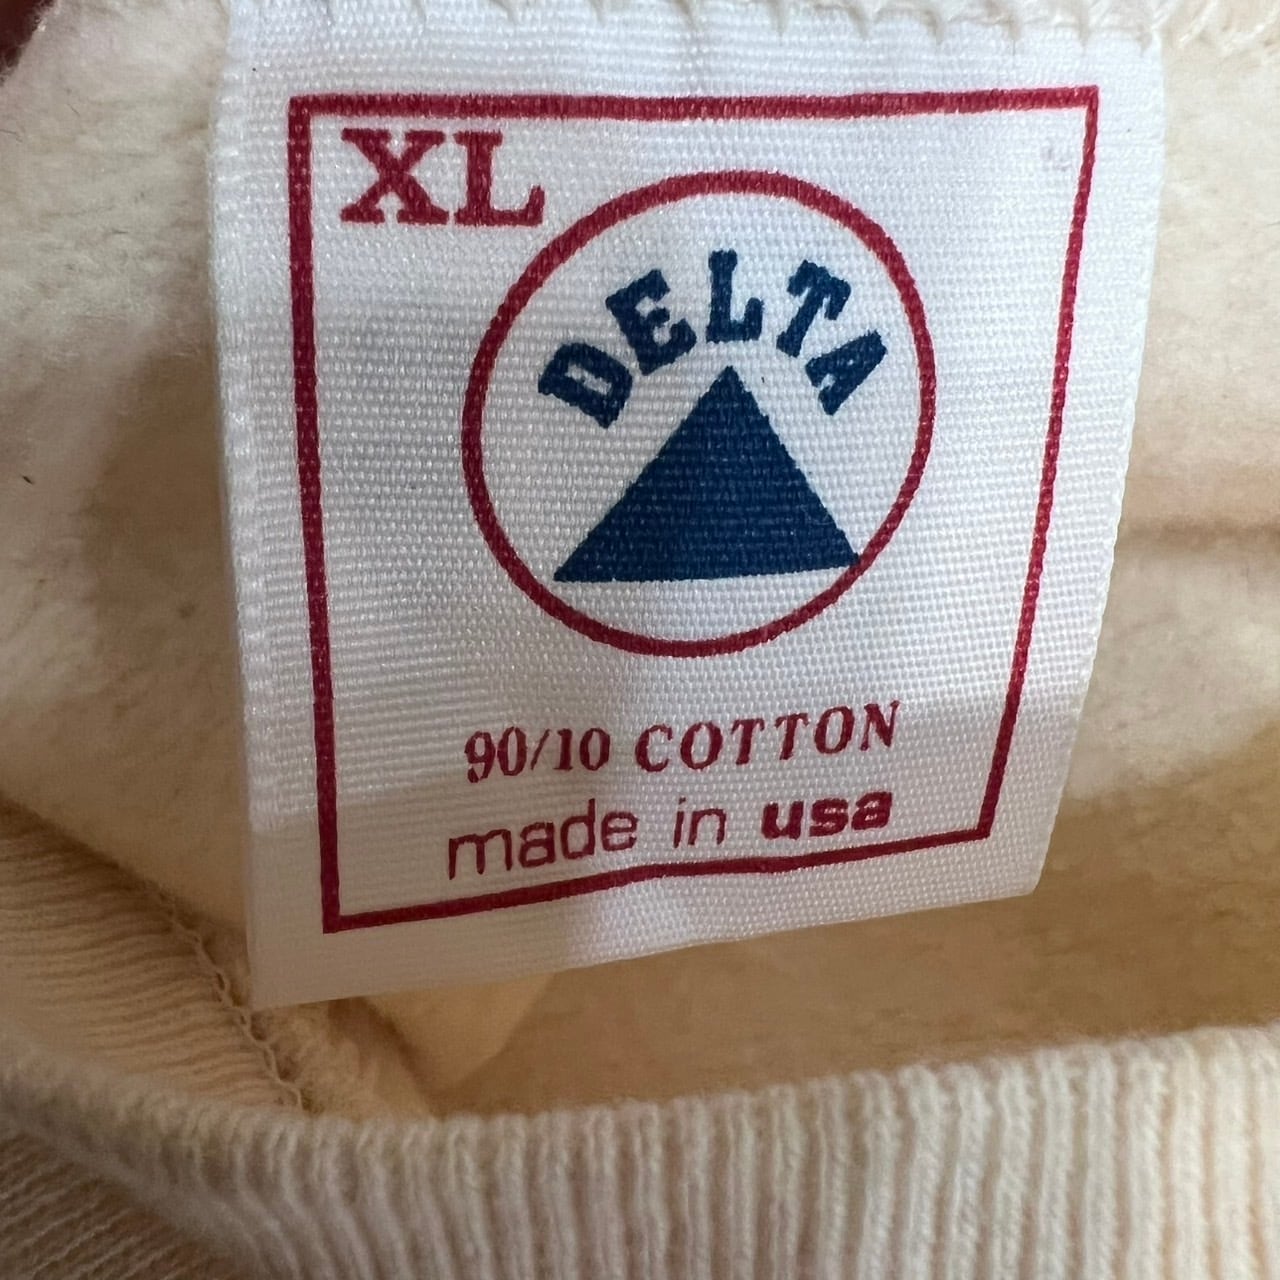 XL
DELTA
90/10 COTTON
made in usa